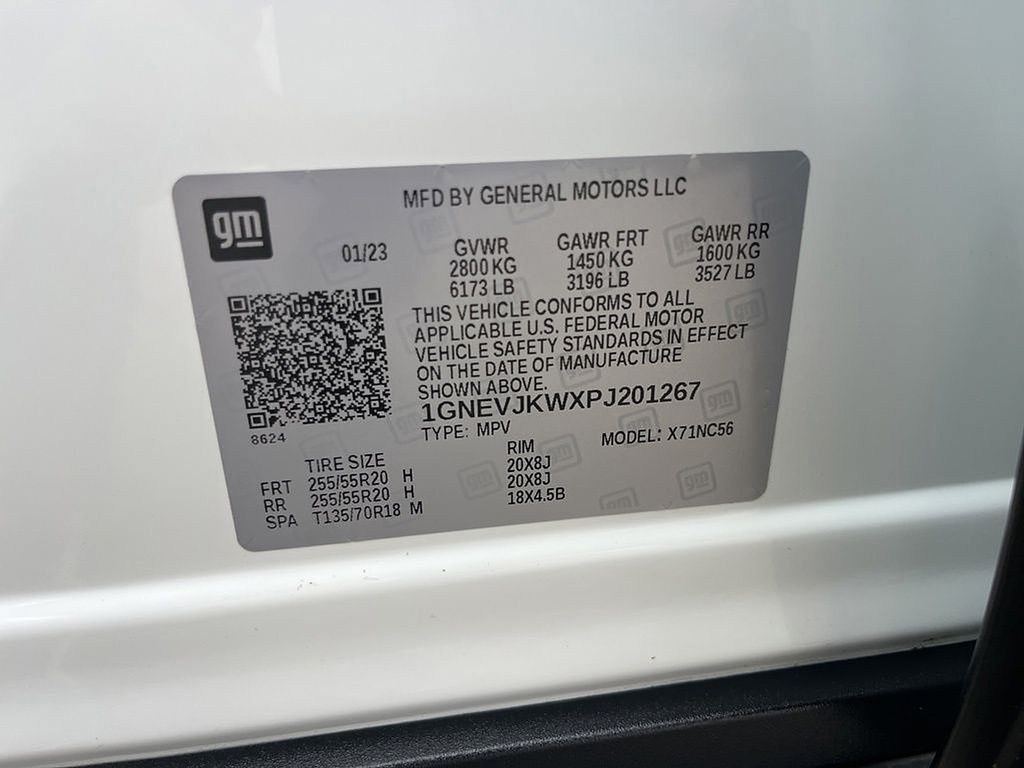 gm
MFD BY GENERAL MOTORS LLC
01/23
GVWR GAWR FRT GAWR RR
2800 KG 1450 KG 1600 KG
6173 LB 3196 LB 3527 LB
THIS VEHICLE CONFORMS TO ALL
APPLICABLE U.S. FEDERAL MOTOR
VEHICLE SAFETY STANDARDS IN EFFECT
ON THE DATE OF MANUFACTURE
SHOWN ABOVE.
1GNEVJKWXPJ201267
8624
TYPE: MPV MODEL: X71NC56
TIRE SIZE RIM
FRT 255/55R20 H 20X8J
RR 255/55R20 H 20X8J
SPA T135/70R18 M 18X4.5B